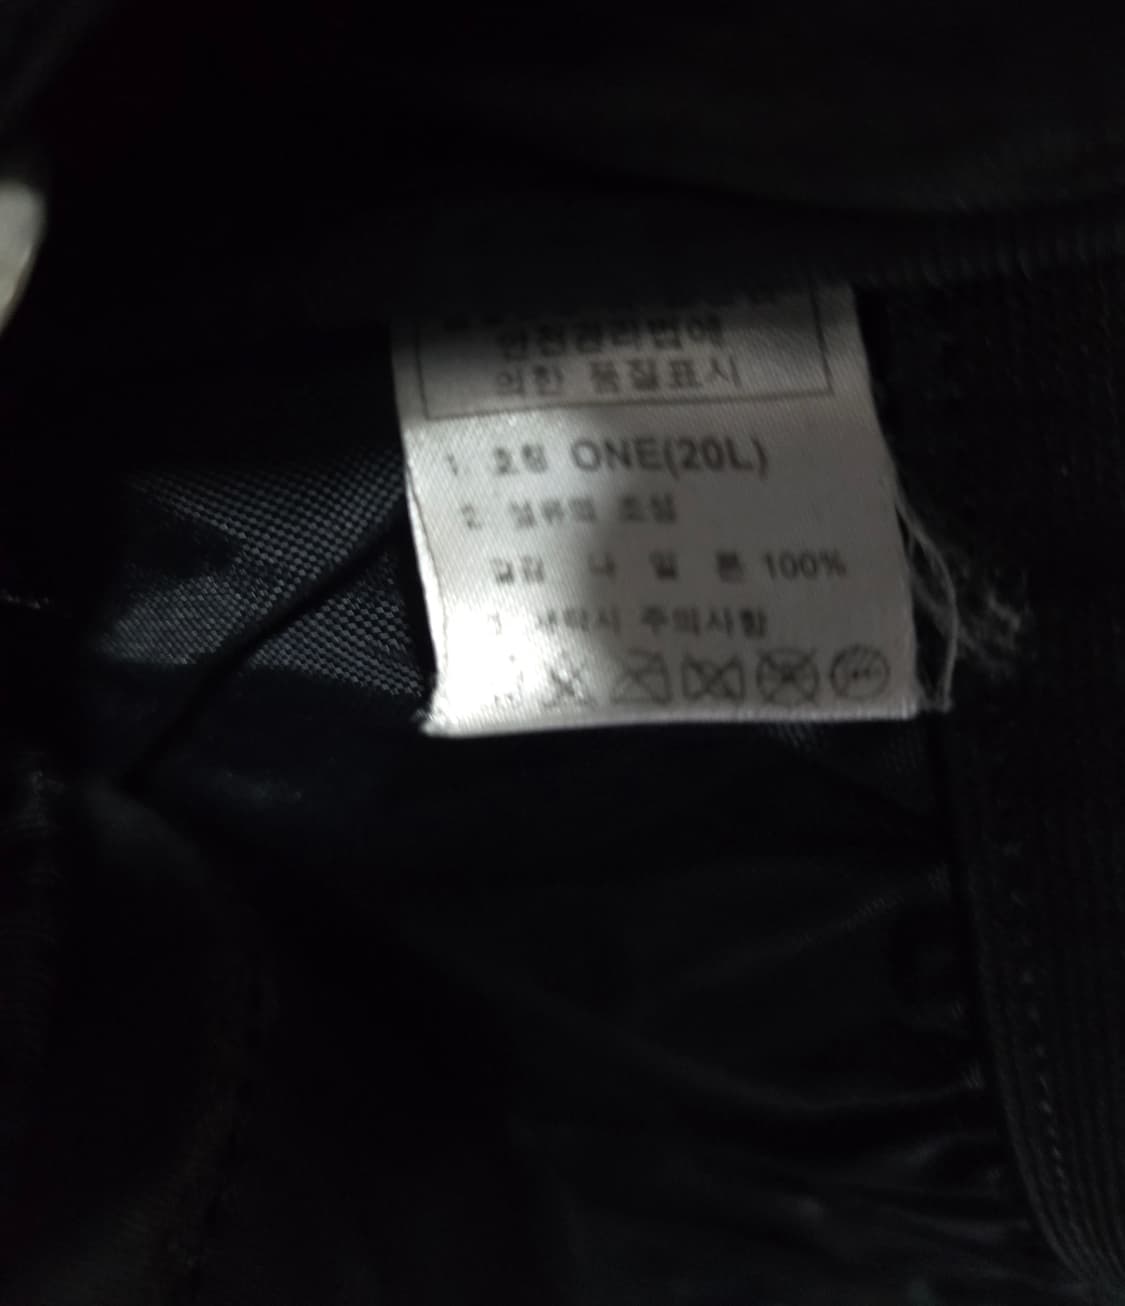 안전관리법에
의한 품질표시
1. 호칭 ONE(20L)
2. 섬유의 조성
겉감 나 일 론 100%
세탁시 주의사항